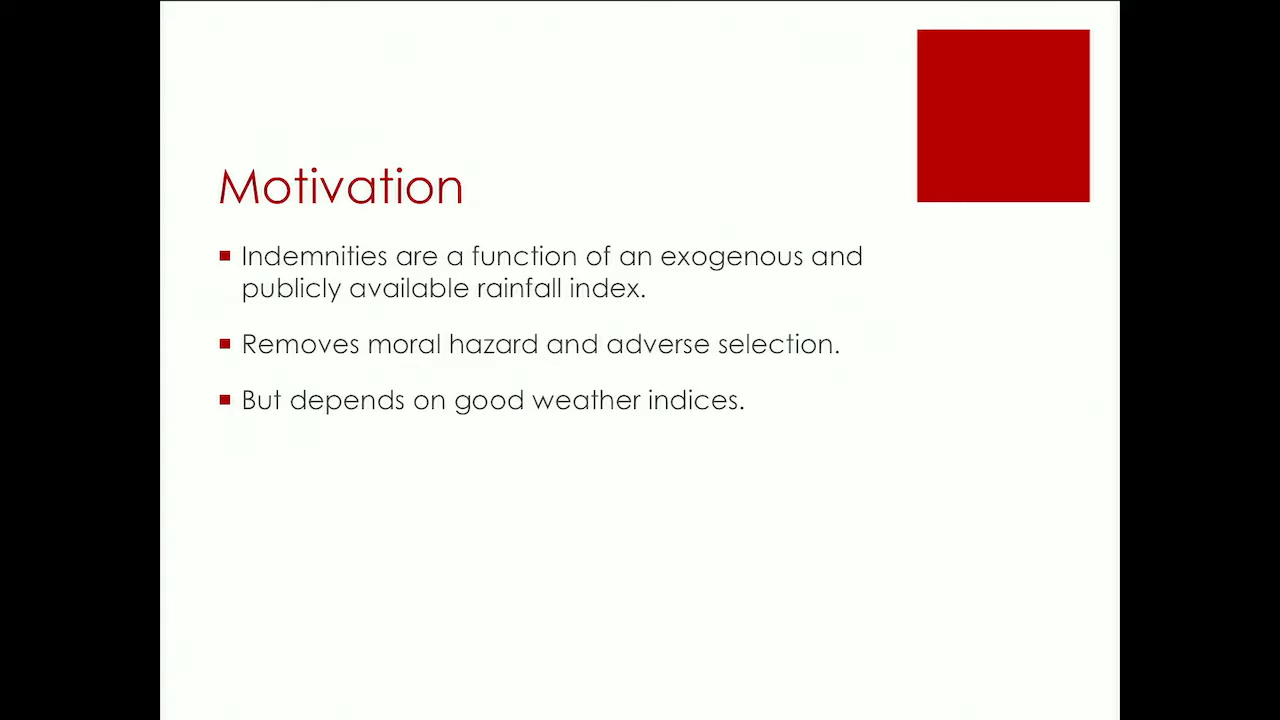 Motivation
Indemnities are a function of an exogenous and
publicly available rainfall index.
Removes moral hazard and adverse selection.
But depends on good weather indices.